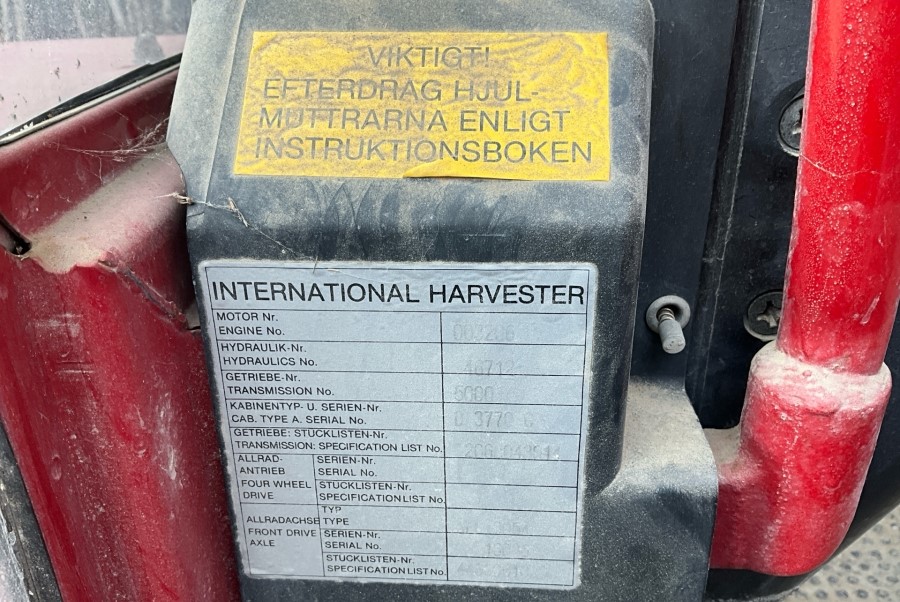 VIKTIGT!
EFTERDRAG HJUL-
MUTTRARNA ENLIGT
INSTRUKTIONSBOKEN
INTERNATIONAL HARVESTER
MOTOR Nr.
ENGINE No.
HYDRAULIK-Nr.
HYDRAULICS No.
GETRIEBE-Nr.
TRANSMISSION No.
KABINENTYP- U. SERIEN-Nr.
CAB. TYPE A. SERIAL No.
GETRIEBE: STÜCKLISTEN-Nr.
TRANSMISSION: SPECIFICATION LIST No.
ALLRAD-
ANTRIEB
FOUR WHEEL
DRIVE
SERIEN-Nr.
SERIAL No.
STÜCKLISTEN-Nr.
SPECIFICATION LIST No.
ALLRADACHSE
FRONT DRIVE
AXLE
TYP
TYPE
SERIEN-Nr.
SERIAL No.
STÜCKLISTEN-Nr.
SPECIFICATION LIST No.